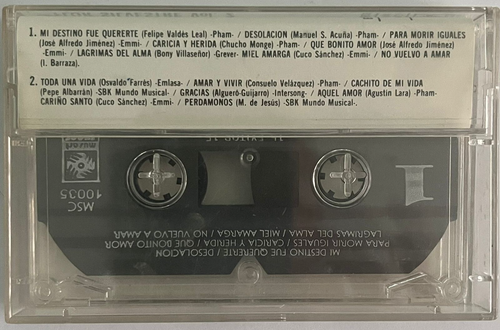 1. MI DESTINO FUE QUERERTE (Felipe Valdés Leal) -Pham- / DESOLACION (Manuel S. Acuña) -Pham- / PARA MORIR IGUALES
(José Alfredo Jiménez) -Emmi- / CARICIA Y HERIDA (Chucho Monge) -Pham- / QUE BONITO AMOR (José Alfredo Jiménez)
-Emmi- / LAGRIMAS DEL ALMA (Bony Villaseñor) -Grever- MIEL AMARGA (Cuco Sánchez) -Emmi- / NO VUELVO A AMAR
(I. Barraza).
2. TODA UNA VIDA (Osvaldo Farrés) -Emlasa- / AMAR Y VIVIR (Consuelo Velázquez) -Pham- / CACHITO DE MI VIDA
(Pepe Albarrán) -SBK Mundo Musical- / GRACIAS (Algueró-Guijarro) -Intersong- / AQUEL AMOR (Agustín Lara) -Pham-
CARIÑO SANTO (Cuco Sánchez) -Emmi- / PERDAMONOS (M. de Jesús) -SBK Mundo Musical-.
1
MSC
10035
MI DESTINO FUE QUERERTE / DESOLACION
PARA MORIR IGUALES / CARICIA Y HERIDA / QUE BONITO AMOR
LAGRIMAS DEL ALMA / MIEL AMARGA / NO VUELVO A AMAR